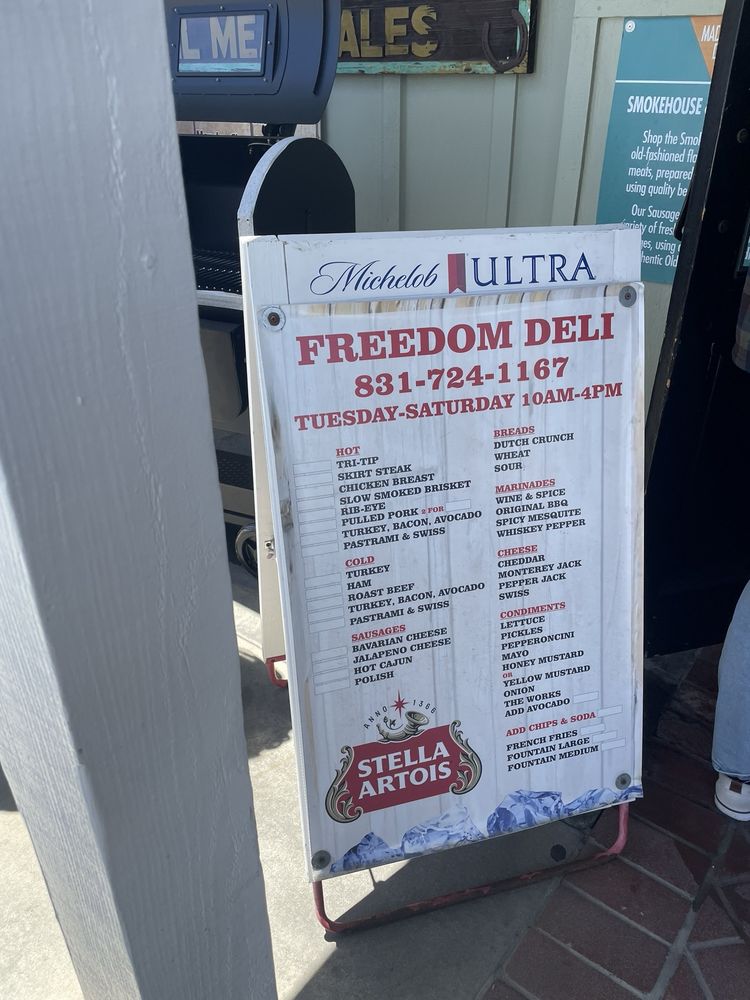 L ME
ALES
MAD
SMOKEHOUSE
Shop the Smo
old-fashioned fla
meats, prepared
using quality be
Our Sausage
ariety of fres
es, using
hentic Old
Michelob ULTRA
FREEDOM DELI
831-724-1167
TUESDAY-SATURDAY 10AM-4PM
HOT
TRI-TIP
SKIRT STEAK
CHICKEN BREAST
SLOW SMOKED BRISKET
RIB-EYE
PULLED PORK 2 FOR
TURKEY, BACON, AVOCADO
PASTRAMI & SWISS
COLD
TURKEY
HAM
ROAST BEEF
TURKEY, BACON, AVOCADO
PASTRAMI & SWISS
SAUSAGES
BAVARIAN CHEESE
JALAPENO CHEESE
HOT CAJUN
POLISH
BREADS
DUTCH CRUNCH
WHEAT
SOUR
MARINADES
WINE & SPICE
ORIGINAL BBQ
SPICY MESQUITE
WHISKEY PEPPER
CHEESE
CHEDDAR
MONTEREY JACK
PEPPER JACK
SWISS
CONDIMENTS
LETTUCE
PICKLES
PEPPERONCINI
MAYO
HONEY MUSTARD
OR
YELLOW MUSTARD
ONION
THE WORKS
ADD AVOCADO
ADD CHIPS & SODA
FRENCH FRIES
FOUNTAIN LARGE
FOUNTAIN MEDIUM
ANNO 1366
STELLA
ARTOIS